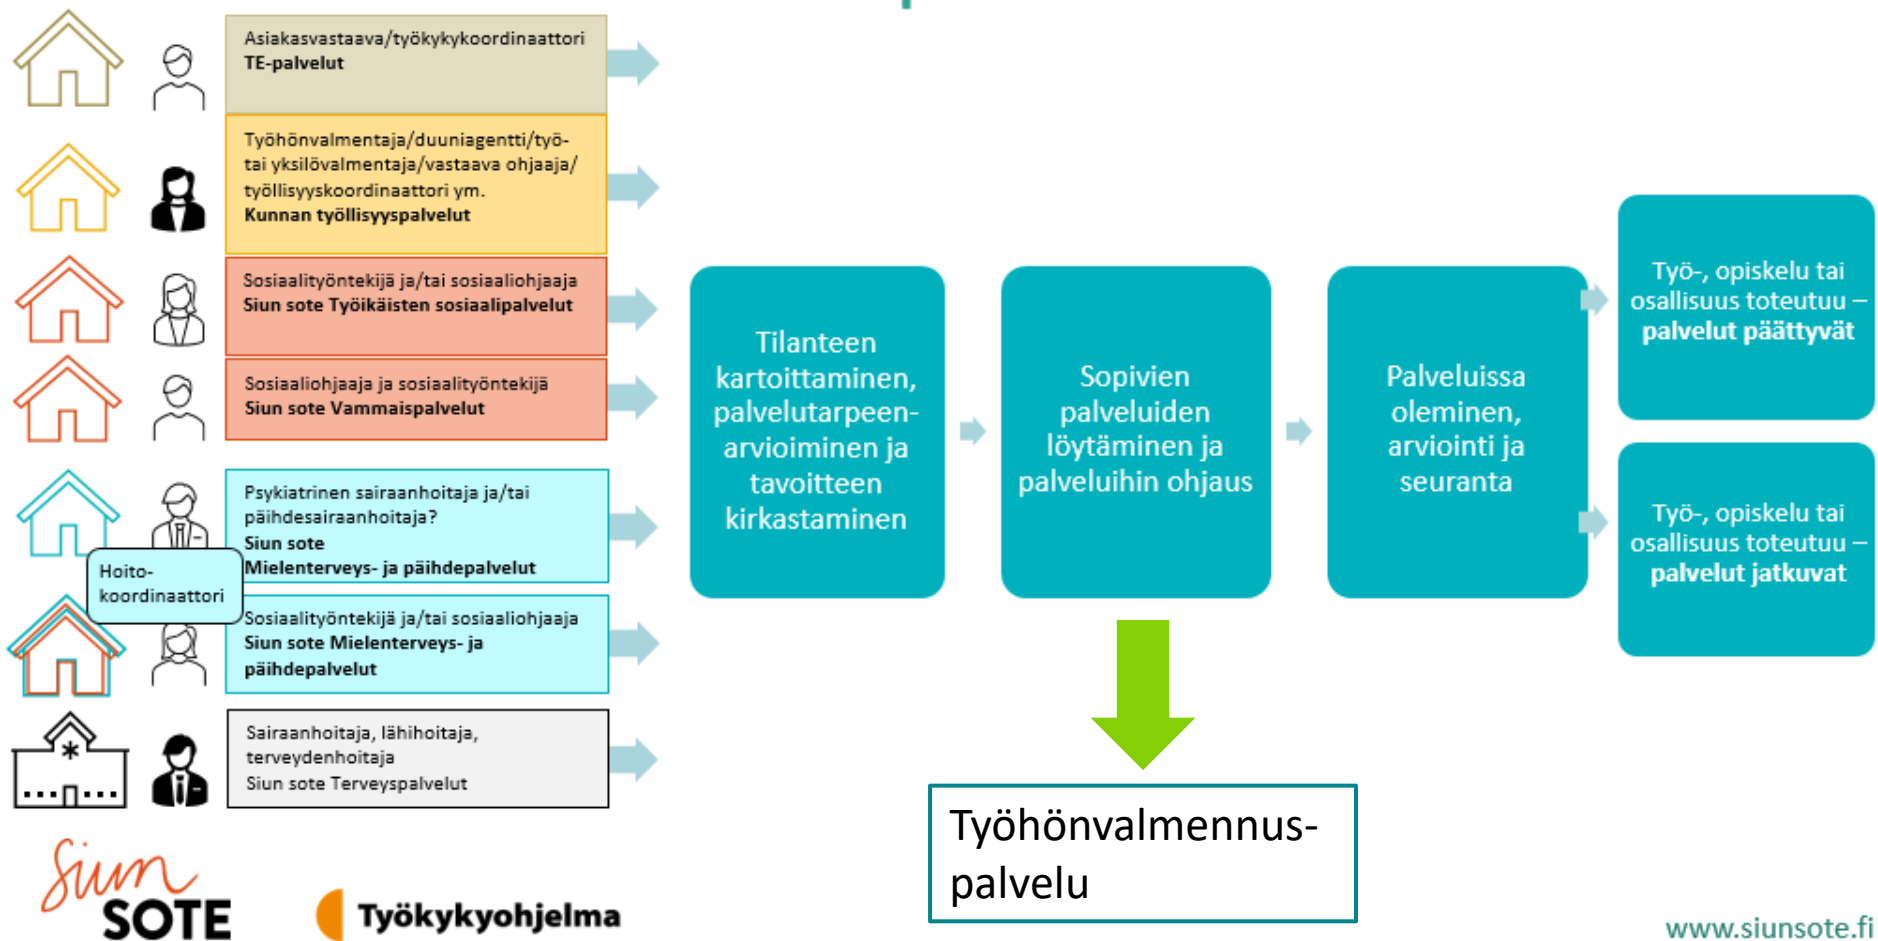 Asiakasvastaava/työkykykoordinaattori
TE-palvelut
Työhönvalmentaja/duuniagentti/työ-
tai yksilövalmentaja/vastaava ohjaaja/
työllisyyskoordinaattori ym.
Kunnan työllisyyspalvelut
Sosiaalityöntekijä ja/tai sosiaaliohjaaja
Siun sote Työikäisten sosiaalipalvelut
Sosiaaliohjaaja ja sosiaalityöntekijä
Siun sote Vammaispalvelut
Psykiatrinen sairaanhoitaja ja/tai
päihdesairaanhoitaja?
Siun sote
Mielenterveys- ja päihdepalvelut
Hoito-
koordinaattori
Sosiaalityöntekijä ja/tai sosiaaliohjaaja
Siun sote Mielenterveys- ja
päihdepalvelut
Sairaanhoitaja, lähihoitaja,
terveydenhoitaja
Siun sote Terveyspalvelut
Tilanteen
kartoittaminen,
palvelutarpeen-
arvioiminen ja
tavoitteen
kirkastaminen
Sopivien
palveluiden
löytäminen ja
palveluihin ohjaus
Palveluissa
oleminen,
arviointi ja
seuranta
Työ-, opiskelu tai
osallisuus toteutuu –
palvelut päättyvät
Työ-, opiskelu tai
osallisuus toteutuu –
palvelut jatkuvat
Työhönvalmennus-
palvelu
Siun
SOTE
Työkykyohjelma
www.siunsote.fi